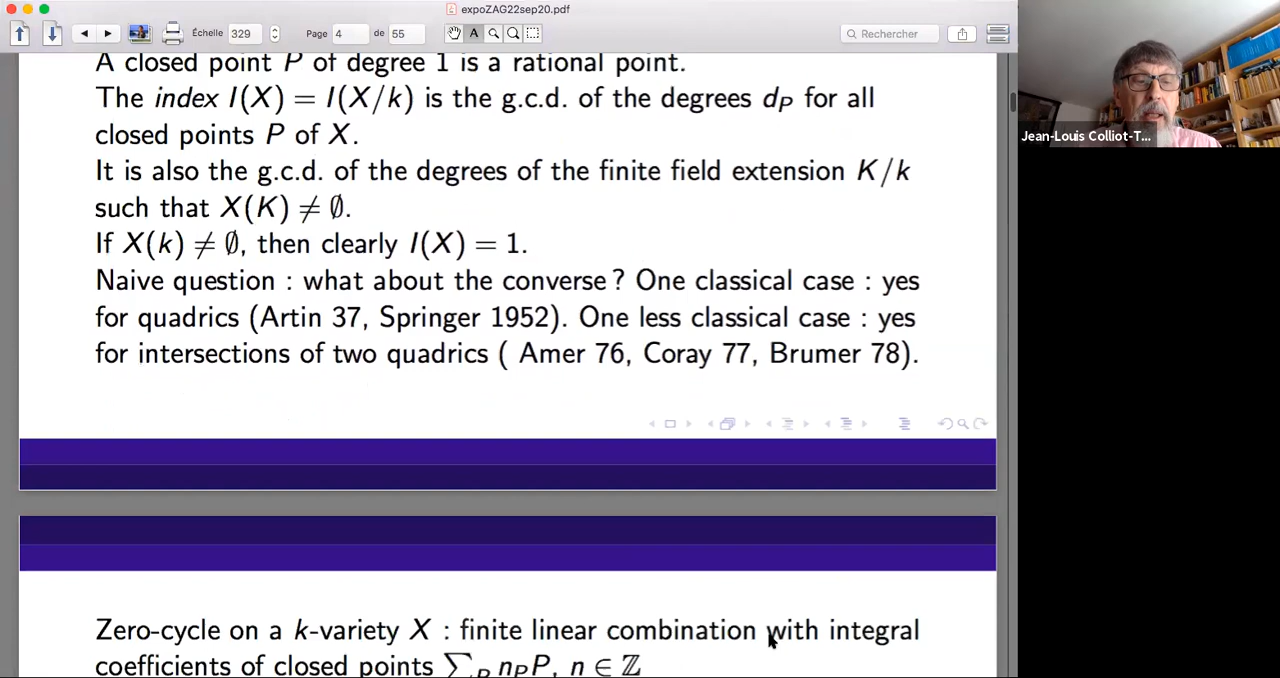 expoZAG22sep20.pdf
Échelle 329 Page 4 de 55 Rechercher
A closed point P of degree 1 is a rational point.
The index I(X) = I(X/k) is the g.c.d. of the degrees d_P for all
closed points P of X.
It is also the g.c.d. of the degrees of the finite field extension K/k
such that X(K) ≠ ∅.
If X(k) ≠ ∅, then clearly I(X) = 1.
Naive question : what about the converse ? One classical case : yes
for quadrics (Artin 37, Springer 1952). One less classical case : yes
for intersections of two quadrics ( Amer 76, Coray 77, Brumer 78).
Zero-cycle on a k-variety X : finite linear combination with integral
coefficients of closed points ∑_P n_P P, n ∈ ℤ
Jean-Louis Colliot-T...